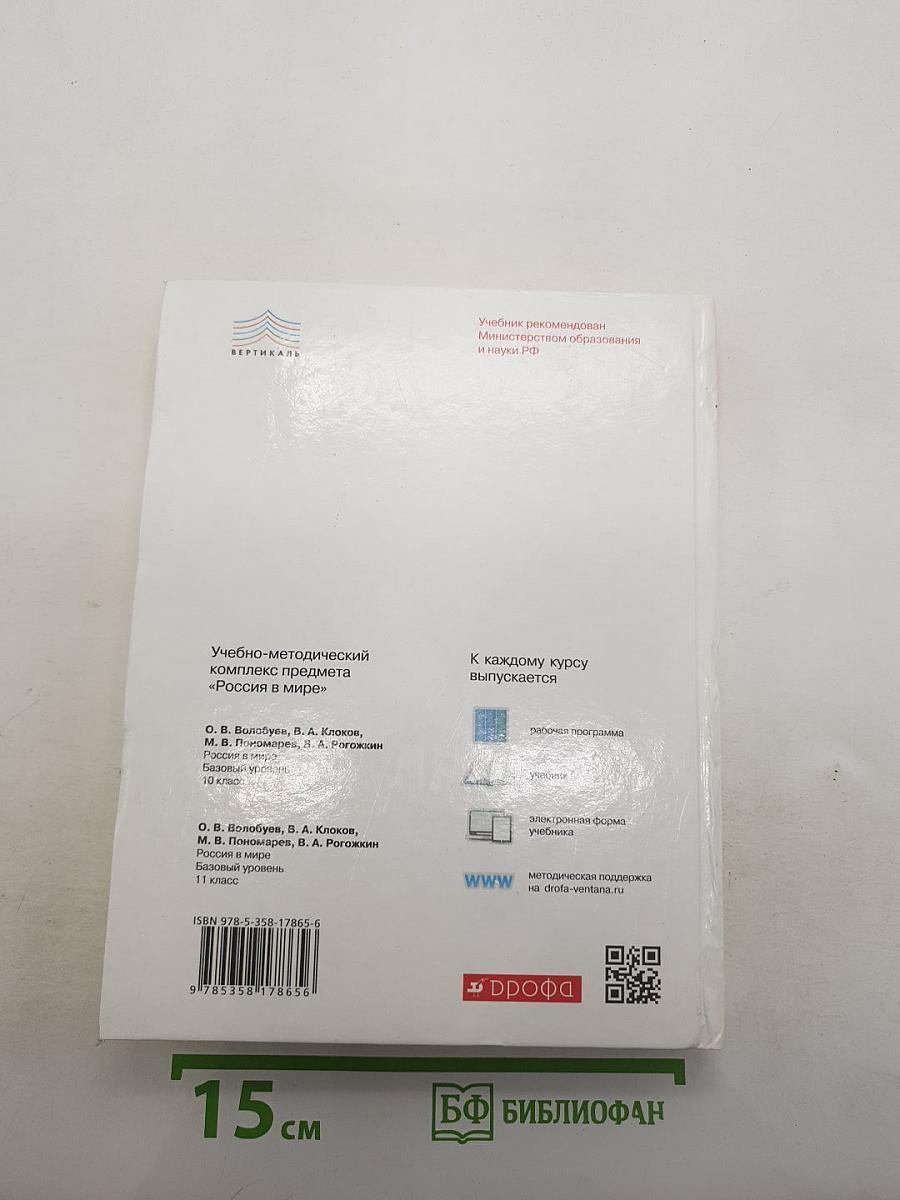 ВЕРТИКАЛЬ
Учебник рекомендован
Министерством образования
и науки РФ
Учебно-методический
комплекс предмета
«Россия в мире»
О. В. Волобуев, В. А. Клоков,
М. В. Пономарев, В. А. Рогожкин
Россия в мире
Базовый уровень
10 класс
О. В. Волобуев, В. А. Клоков,
М. В. Пономарев, В. А. Рогожкин
Россия в мире
Базовый уровень
11 класс
ISBN 978-5-358-17865-6
9 785358 178656
К каждому курсу
выпускается
рабочая программа
учебник
электронная форма
учебника
www
методическая поддержка
на drofa-ventana.ru
дрофа
15 см
БФ БИБЛИОФАН